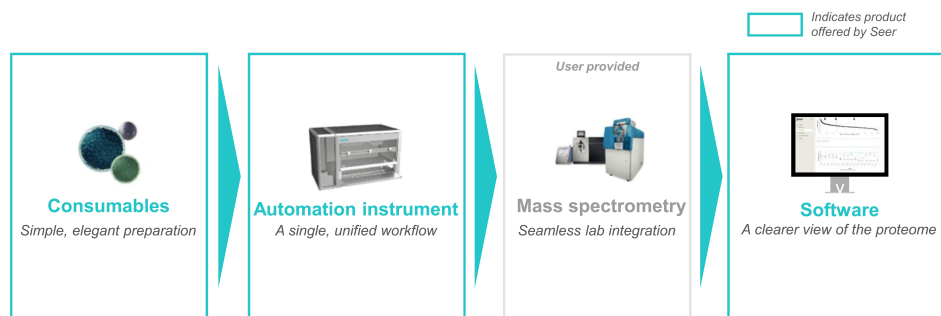 Indicates product
offered by Seer
User provided
Consumables
Simple, elegant preparation
Automation instrument
A single, unified workflow
Mass spectrometry
Seamless lab integration
Software
A clearer view of the proteome